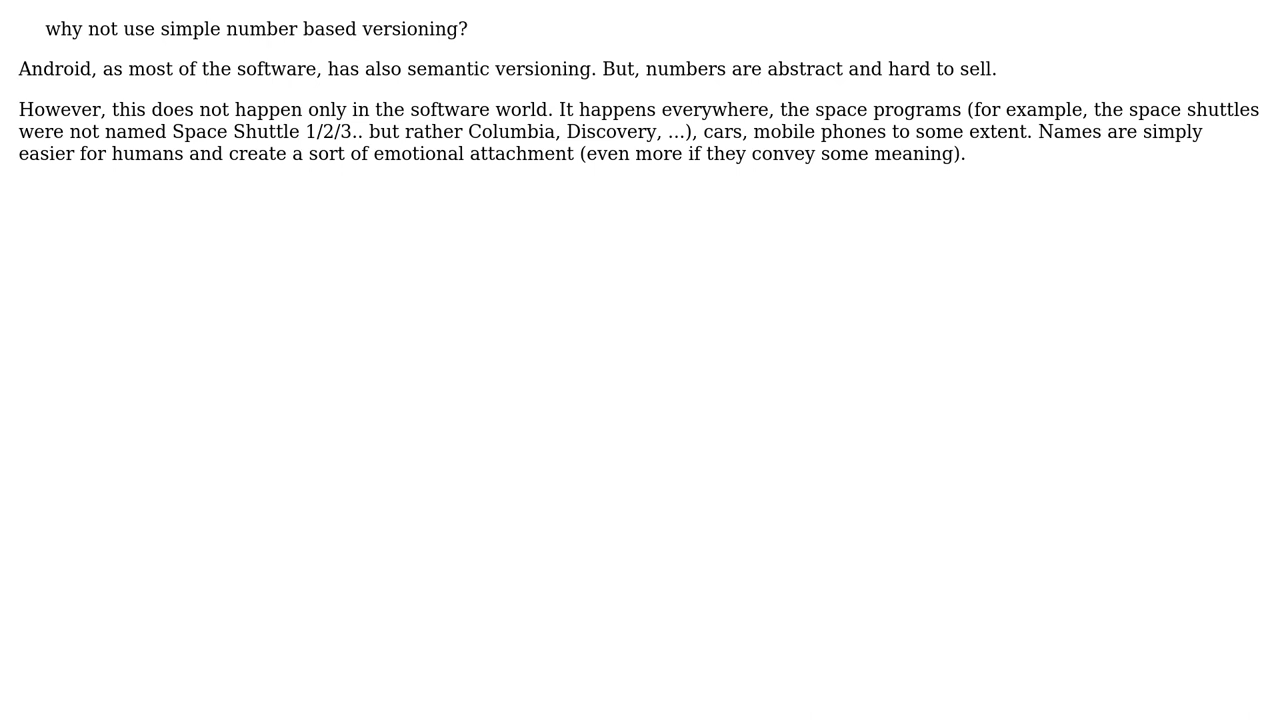 why not use simple number based versioning?
Android, as most of the software, has also semantic versioning. But, numbers are abstract and hard to sell.
However, this does not happen only in the software world. It happens everywhere, the space programs (for example, the space shuttles
were not named Space Shuttle 1/2/3.. but rather Columbia, Discovery, ...), cars, mobile phones to some extent. Names are simply
easier for humans and create a sort of emotional attachment (even more if they convey some meaning).